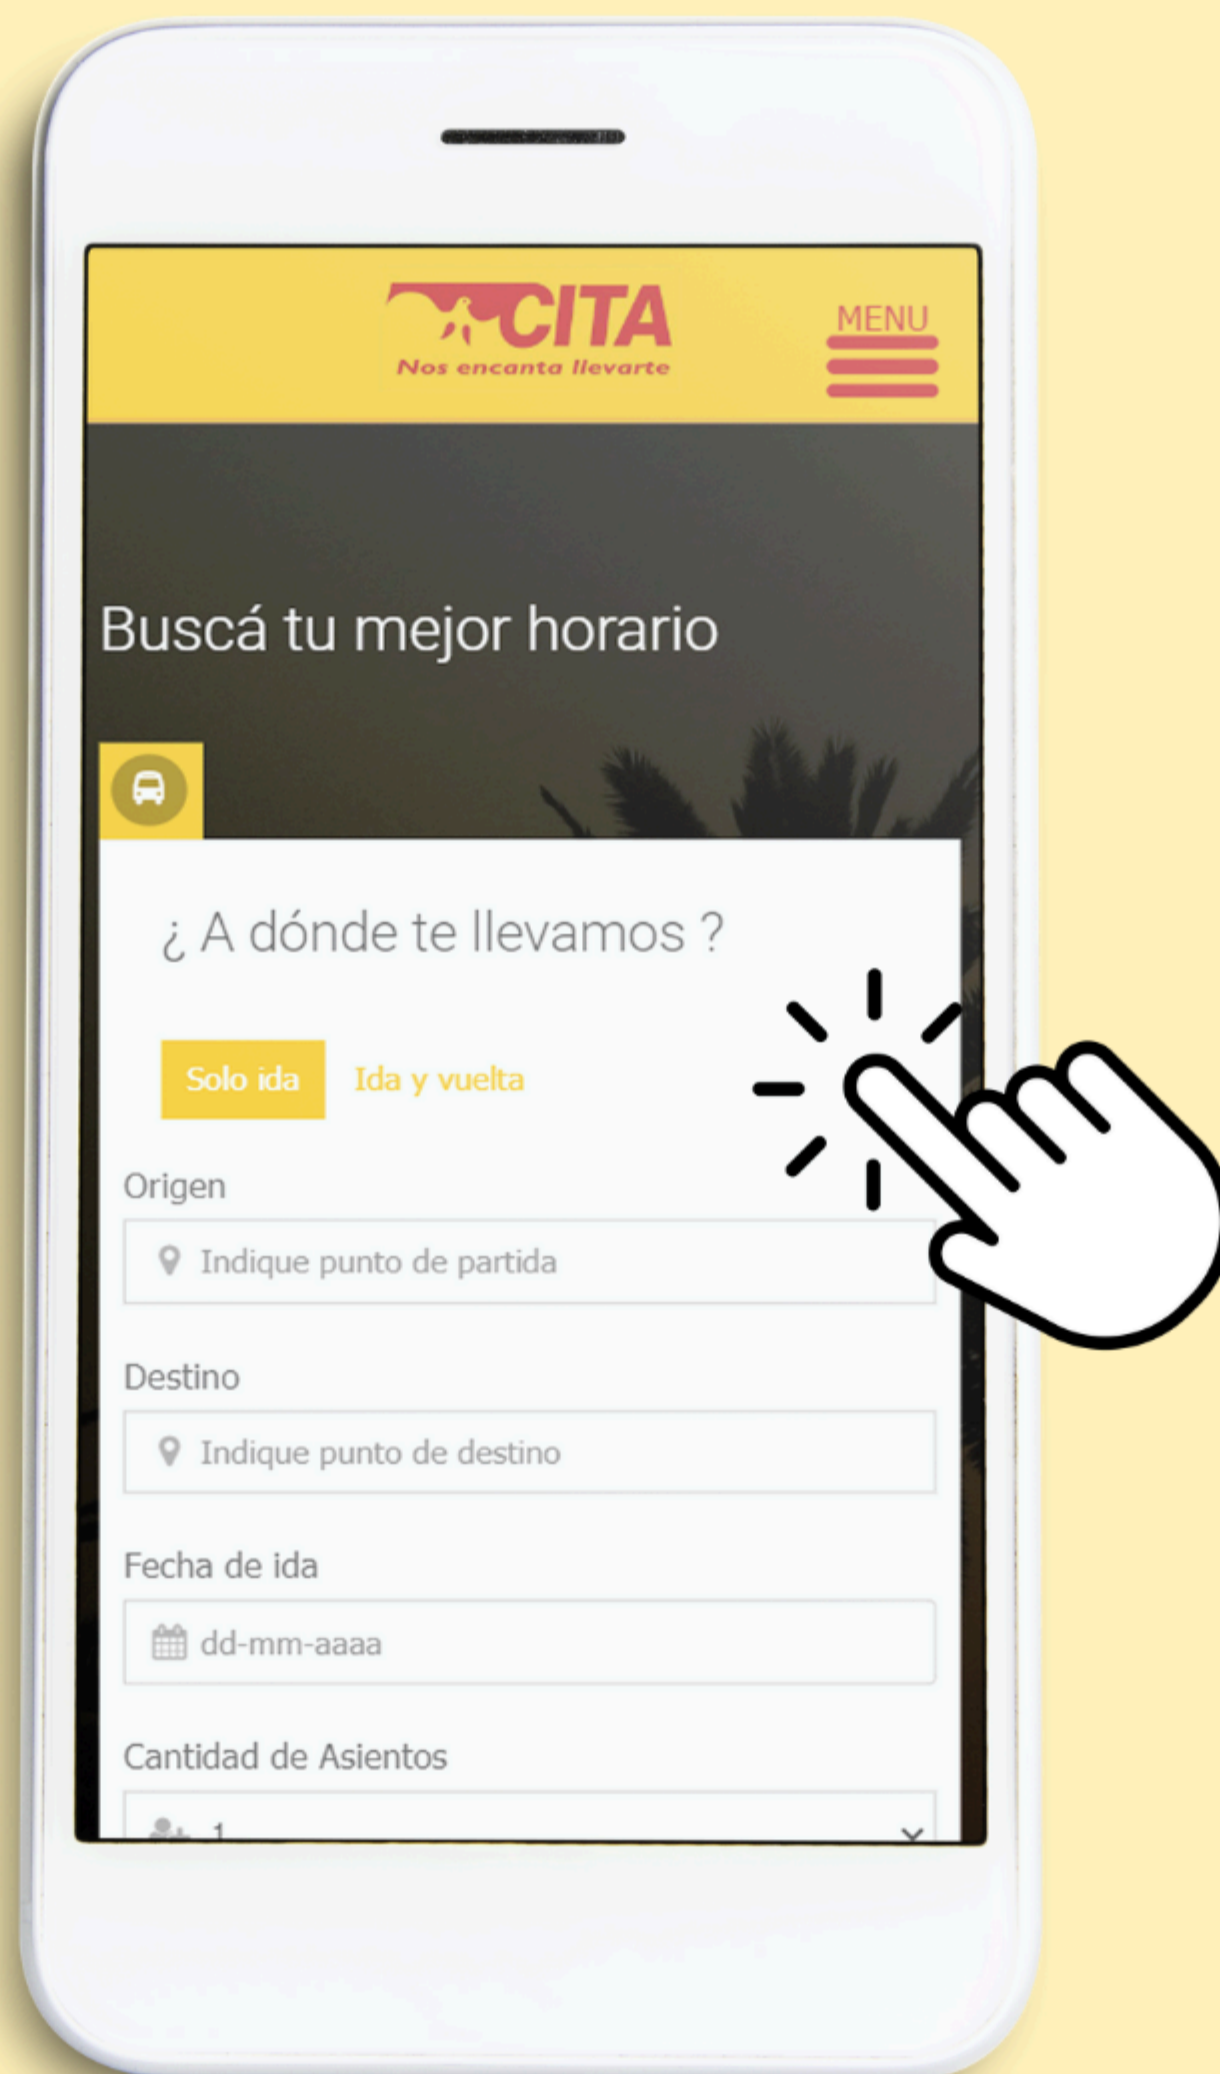 CITA
Nos encanta llevarte
MENU
Buscá tu mejor horario
¿ A dónde te llevamos ?
Solo ida Ida y vuelta
Origen
Indique punto de partida
Destino
Indique punto de destino
Fecha de ida
dd-mm-aaaa
Cantidad de Asientos
1